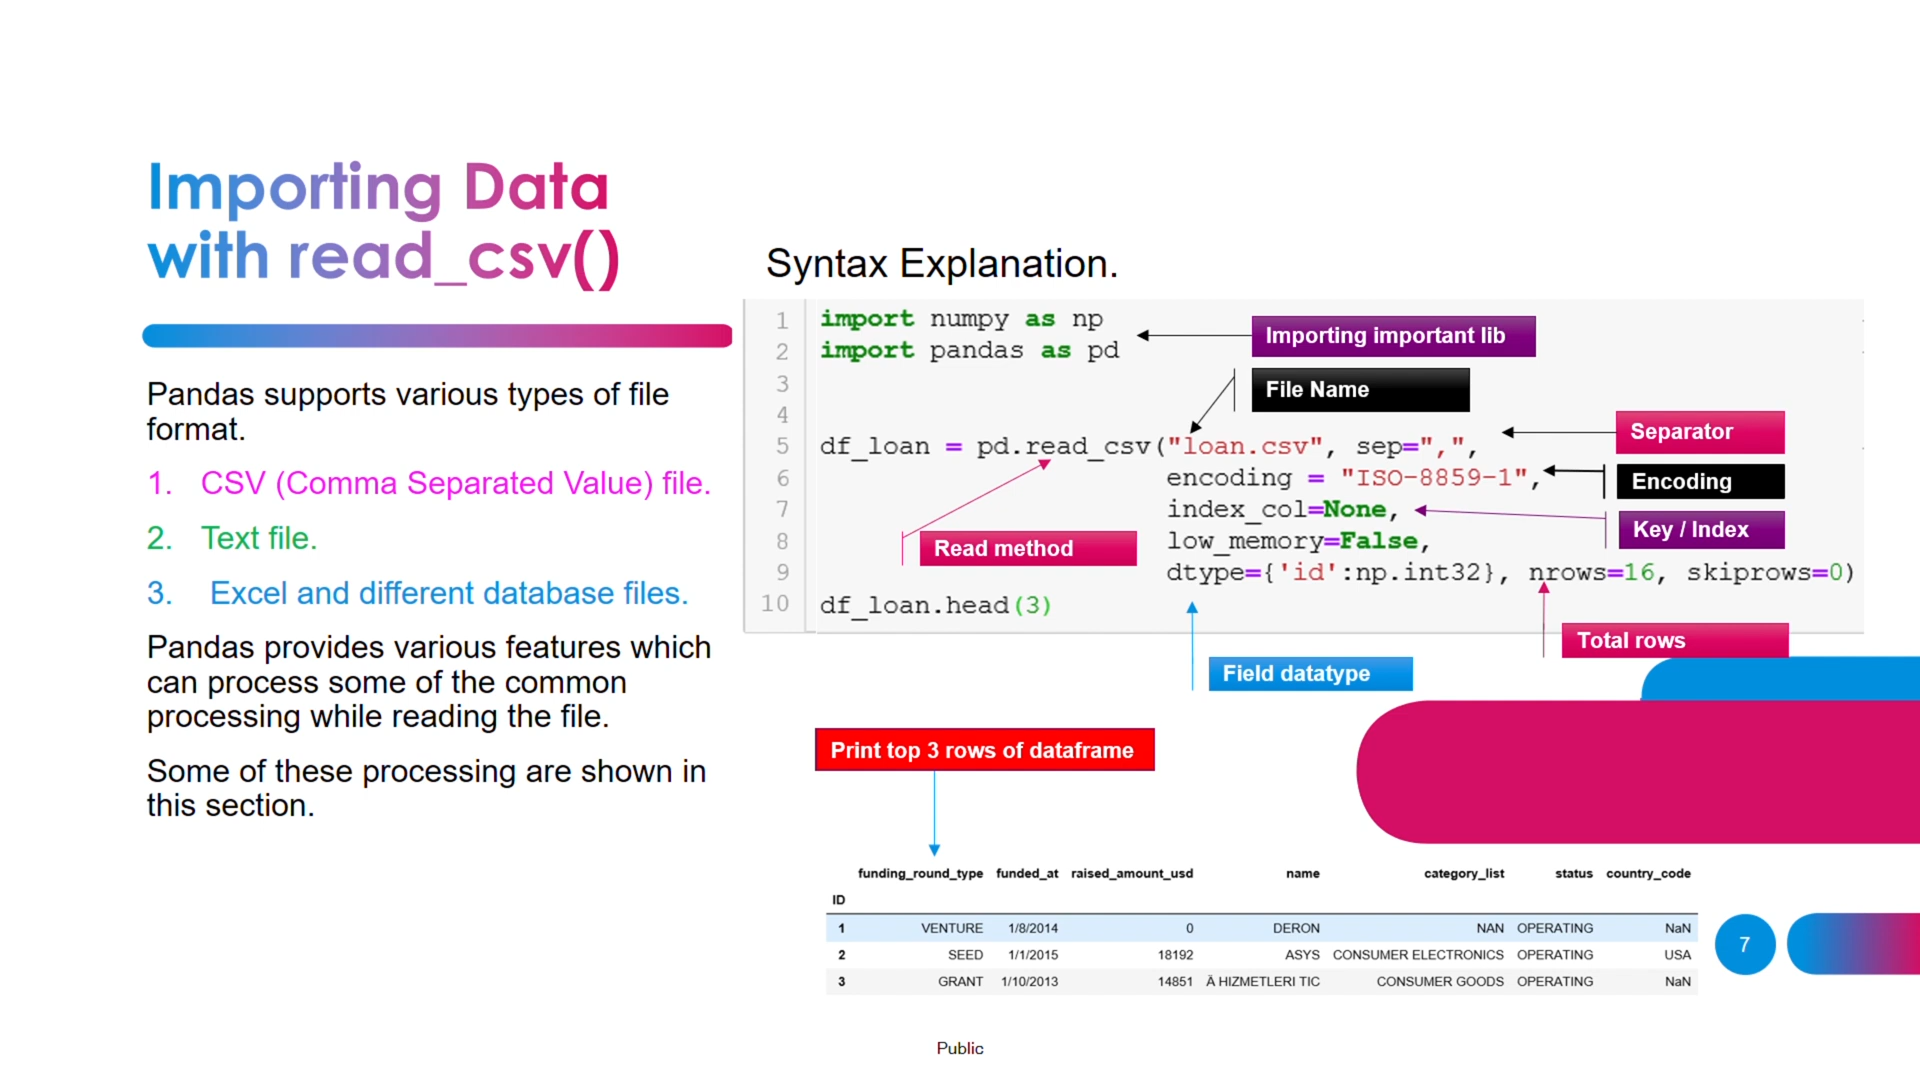 Importing Data
with read_csv()
Pandas supports various types of file
format.
1. CSV (Comma Separated Value) file.
2. Text file.
3. Excel and different database files.
Pandas provides various features which
can process some of the common
processing while reading the file.
Some of these processing are shown in
this section.
Syntax Explanation.
1 import numpy as np
2 import pandas as pd
3
4
5 df_loan = pd.read_csv("loan.csv", sep=",",
6 encoding = "ISO-8859-1",
7 index_col=None,
8 low_memory=False,
9 dtype={'id':np.int32}, nrows=16, skiprows=0)
10 df_loan.head(3)
Importing important lib
File Name
Separator
Encoding
Key / Index
Read method
Total rows
Field datatype
Print top 3 rows of dataframe
funding_round_type funded_at raised_amount_usd name category_list status country_code
ID
1 VENTURE 1/8/2014 0 DERON NAN OPERATING NaN
2 SEED 1/1/2015 18192 ASYS CONSUMER ELECTRONICS OPERATING USA
3 GRANT 1/10/2013 14851 Â HIZMETLERI TIC CONSUMER GOODS OPERATING NaN
7
Public